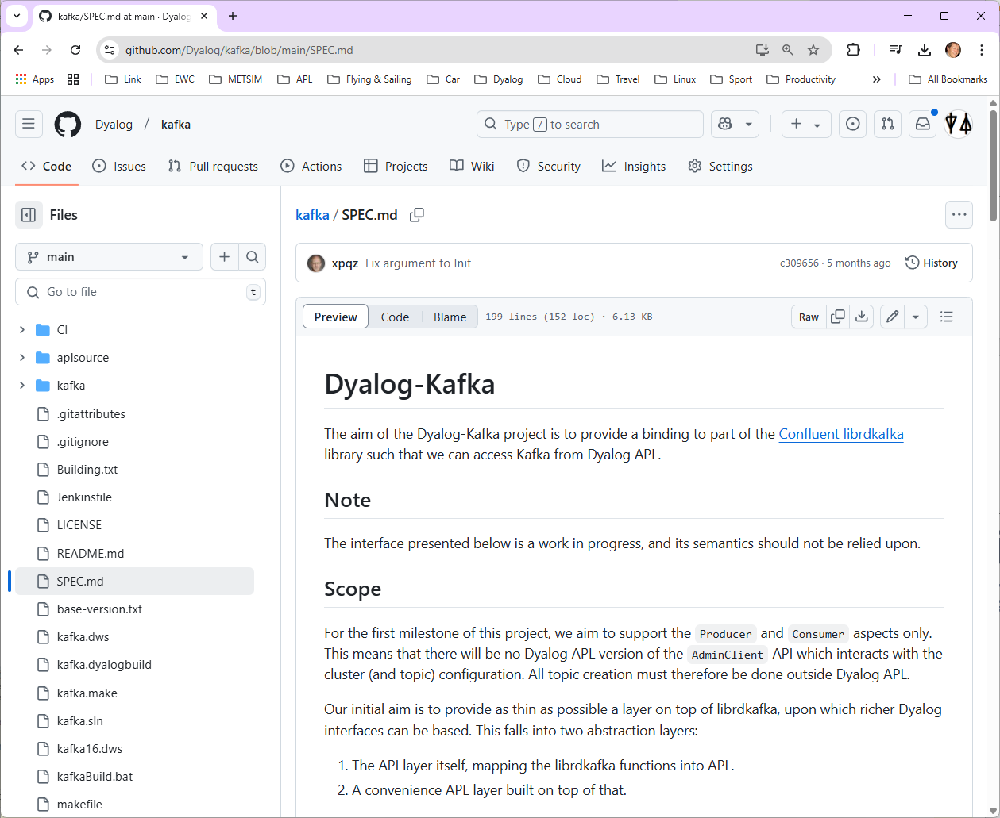 kafka/SPEC.md at main · Dyalog
github.com/Dyalog/kafka/blob/main/SPEC.md
Apps Link EWC METSIM APL Flying & Sailing Car Dyalog Cloud Travel Linux Sport Productivity All Bookmarks
Dyalog / kafka
Type / to search
Code Issues Pull requests Actions Projects Wiki Security Insights Settings
Files
main
Go to file t
CI
aplsource
kafka
.gitattributes
.gitignore
Building.txt
Jenkinsfile
LICENSE
README.md
SPEC.md
base-version.txt
kafka.dws
kafka.dyalogbuild
kafka.make
kafka.sln
kafka16.dws
kafkaBuild.bat
makefile
kafka / SPEC.md
xpqz Fix argument to Init c309656 · 5 months ago History
Preview Code Blame 199 lines (152 loc) · 6.13 KB Raw
Dyalog-Kafka
The aim of the Dyalog-Kafka project is to provide a binding to part of the Confluent librdkafka
library such that we can access Kafka from Dyalog APL.
Note
The interface presented below is a work in progress, and its semantics should not be relied upon.
Scope
For the first milestone of this project, we aim to support the Producer and Consumer aspects only.
This means that there will be no Dyalog APL version of the AdminClient API which interacts with the
cluster (and topic) configuration. All topic creation must therefore be done outside Dyalog APL.
Our initial aim is to provide as thin as possible a layer on top of librdkafka, upon which richer Dyalog
interfaces can be based. This falls into two abstraction layers:
1. The API layer itself, mapping the librdkafka functions into APL.
2. A convenience APL layer built on top of that.